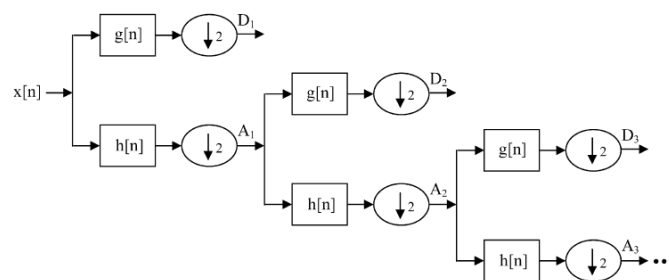 D1
g[n] 2
x[n]
D2
g[n] 2
h[n] 2 A1
D3
g[n] 2
h[n] 2 A2
h[n] 2 A3